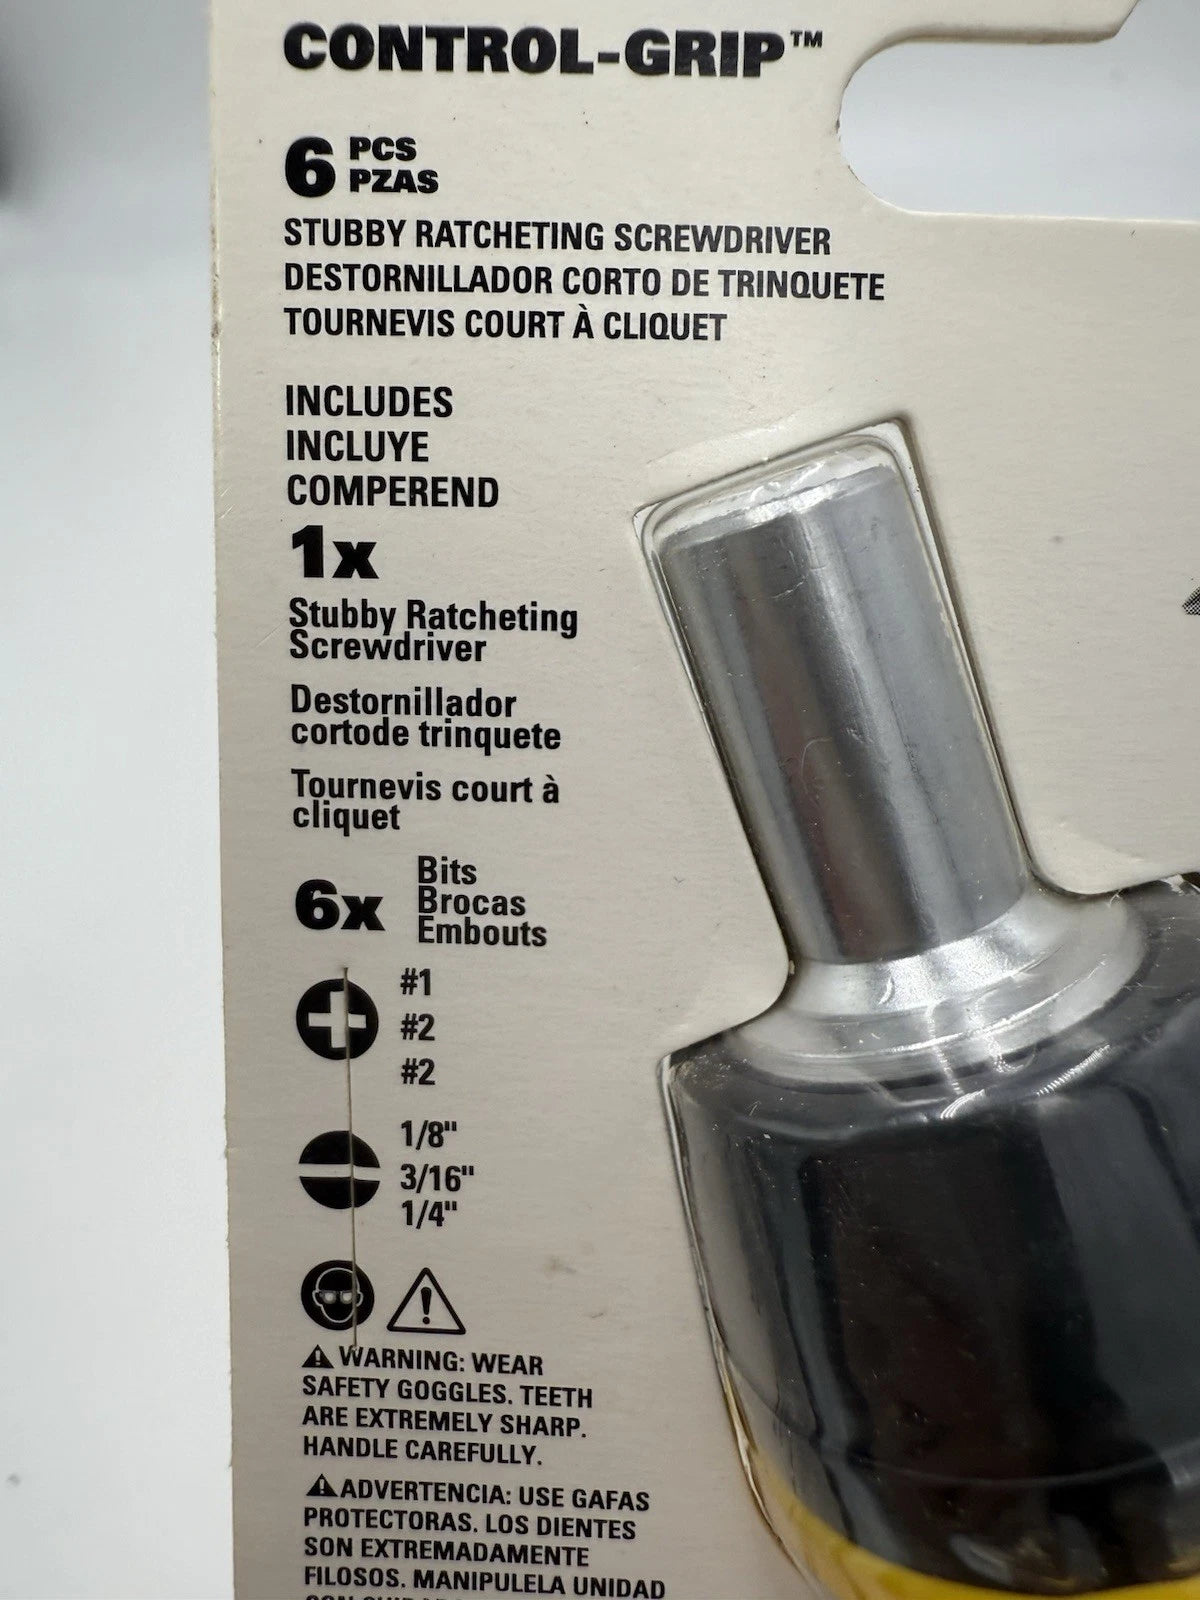 CONTROL-GRIP™
6 PCS
PZAS
STUBBY RATCHETING SCREWDRIVER
DESTORNILLADOR CORTO DE TRINQUETE
TOURNEVIS COURT À CLIQUET
INCLUDES
INCLUYE
COMPEREND
1x
Stubby Ratcheting
Screwdriver
Destornillador
cortode trinquete
Tournevis court à
cliquet
6x
Bits
Brocas
Embouts
#1
#2
#2
1/8"
3/16"
1/4"
WARNING: WEAR
SAFETY GOGGLES. TEETH
ARE EXTREMELY SHARP.
HANDLE CAREFULLY.
ADVERTENCIA: USE GAFAS
PROTECTORAS. LOS DIENTES
SON EXTREMADAMENTE
FILOSOS. MANIPULELA UNIDAD